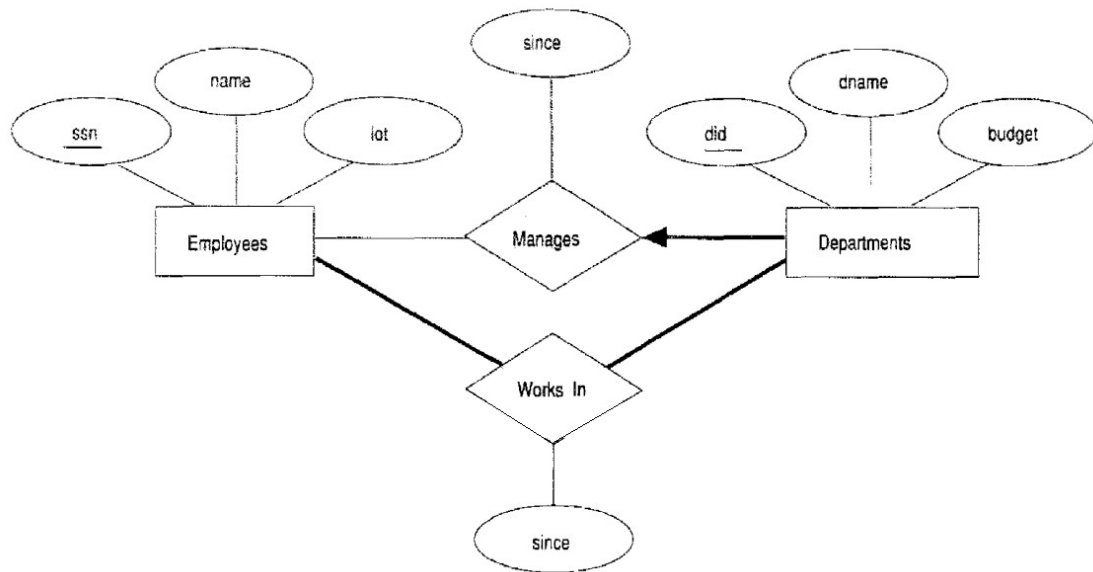 since
name
dname
ssn
lot
did
budget
Employees
Manages
Departments
Works In
since